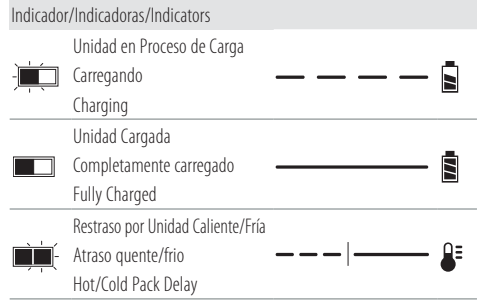 Indicador/Indicadoras/Indicators
Unidad en Proceso de Carga
Carregando
Charging
Unidad Cargada
Completamente carregado
Fully Charged
Restraso por Unidad Caliente/Fría
Atraso quente/frio
Hot/Cold Pack Delay